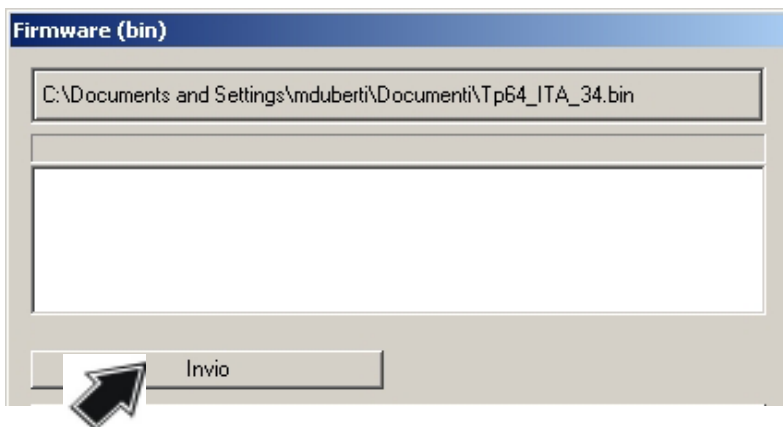 Firmware (bin)
C:\Documents and Settings\mduberti\Documenti\Tp64_ITA_34.bin
Invio